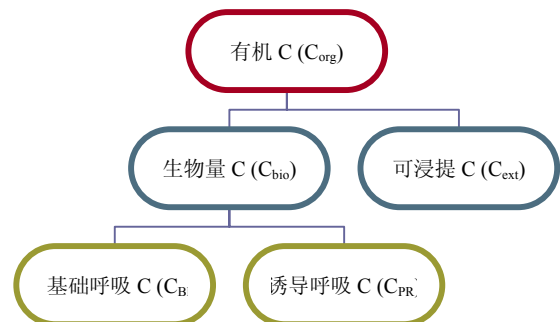 有机 C (Corg)
生物量 C (Cbio)
可浸提 C (Cext)
基础呼吸 C (CB
诱导呼吸 C (CPR)